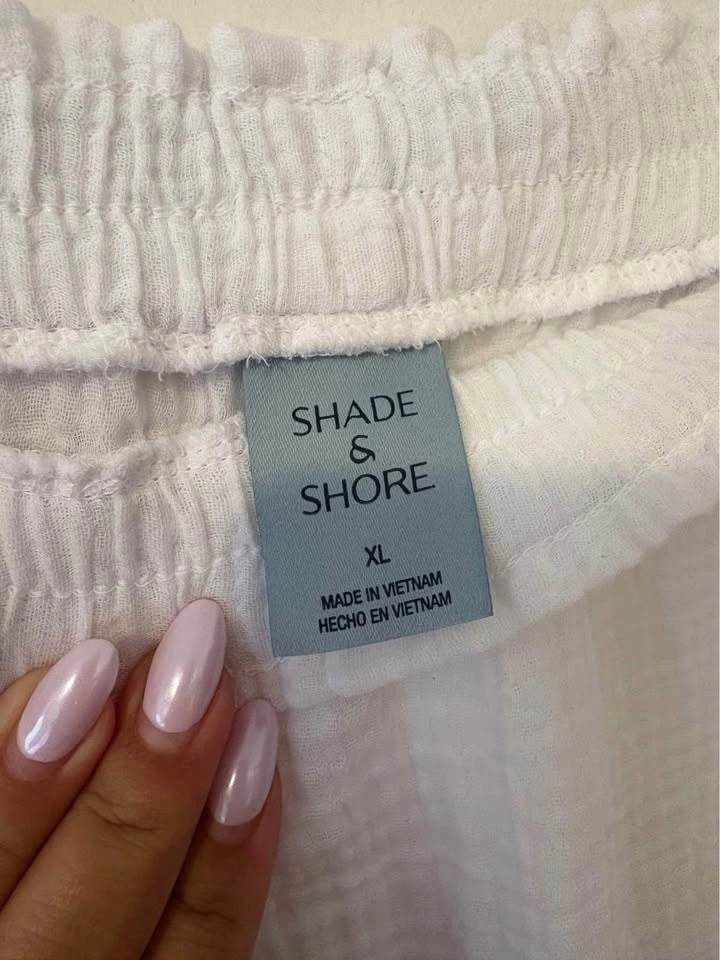 SHADE
&
SHORE
XL
MADE IN VIETNAM
HECHO EN VIETNAM